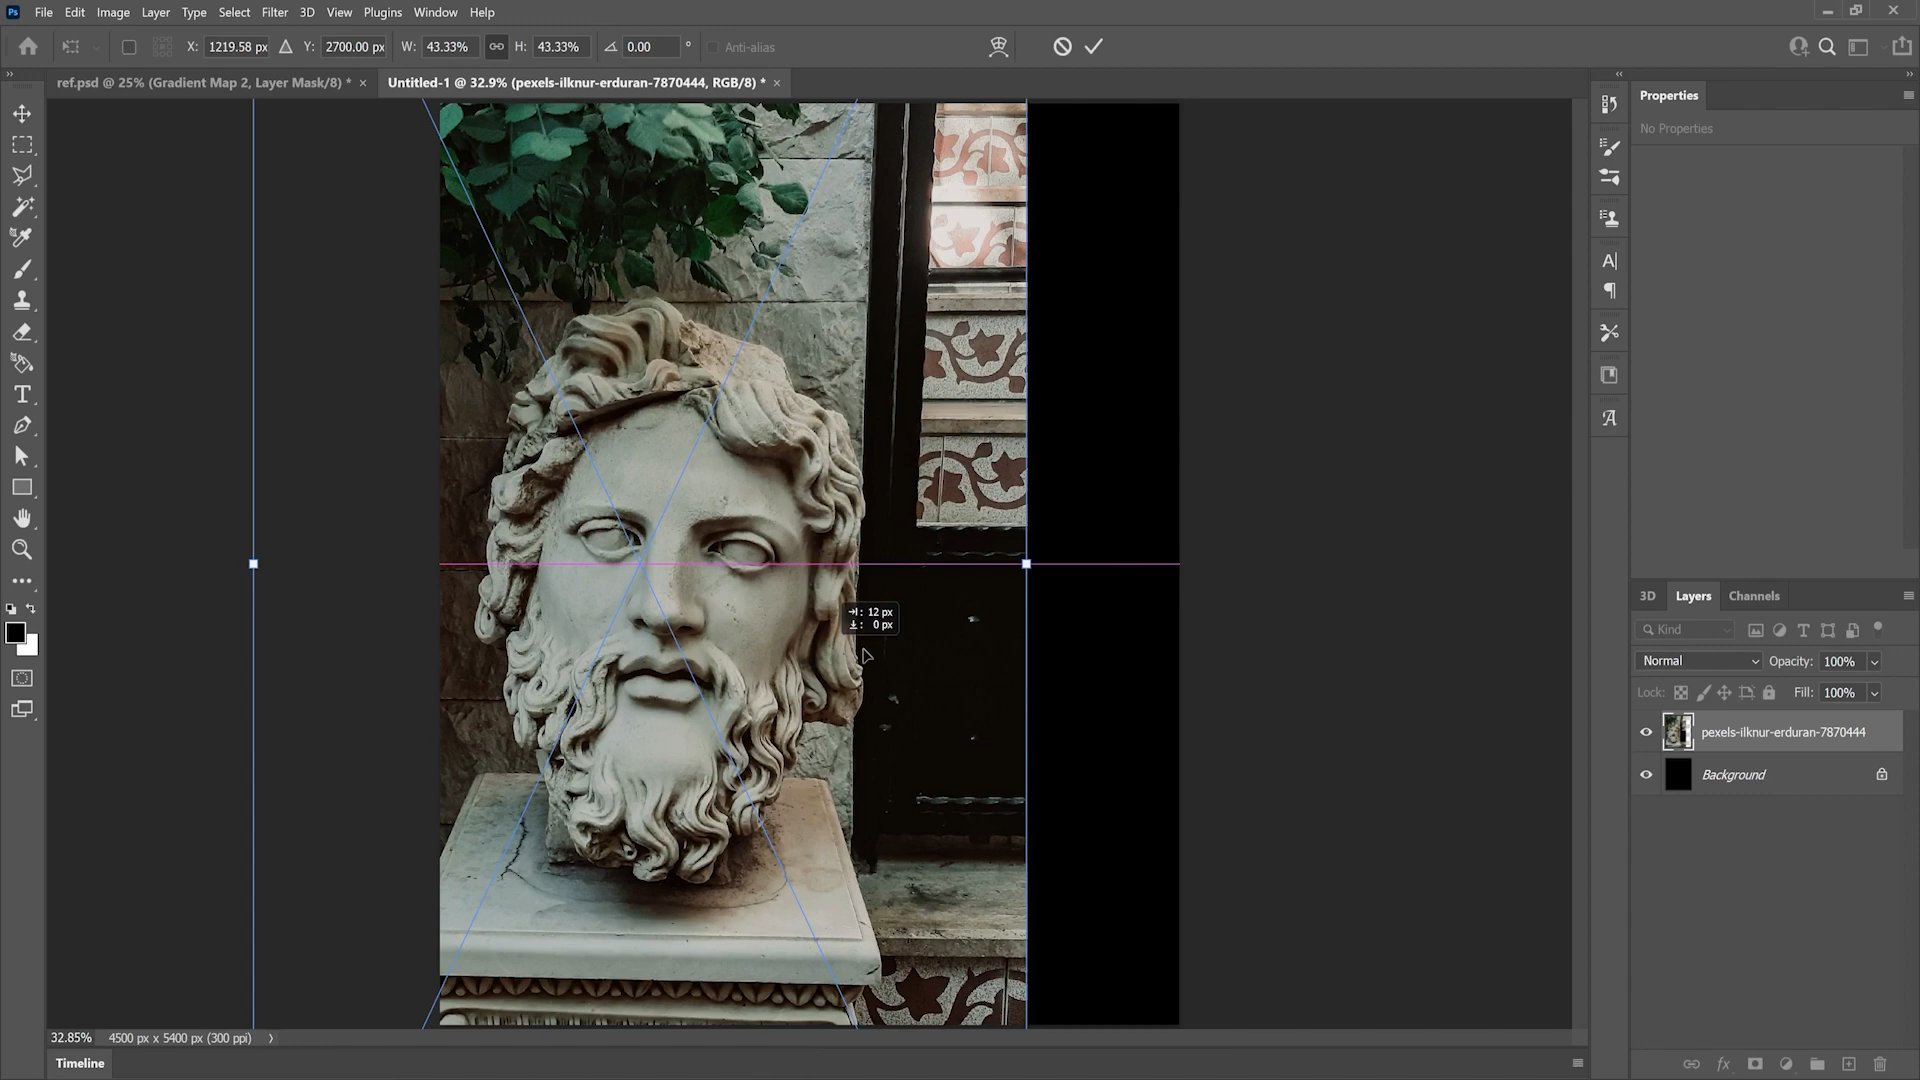 Ps File Edit Image Layer Type Select Filter 3D View Plugins Window Help
X: 1219.58 px Y: 2700.00 px W: 43.33% H: 43.33% 0.00 ° Anti-alias
ref.psd @ 25% (Gradient Map 2, Layer Mask/8) * × Untitled-1 @ 32.9% (pexels-ilknur-erduran-7870444, RGB/8) * ×
Properties
No Properties
: 12 px
: 0 px
3D Layers Channels
Kind
Normal Opacity: 100%
Lock: Fill: 100%
pexels-ilknur-erduran-7870444
Background
32.85% 4500 px x 5400 px (300 ppi)
Timeline